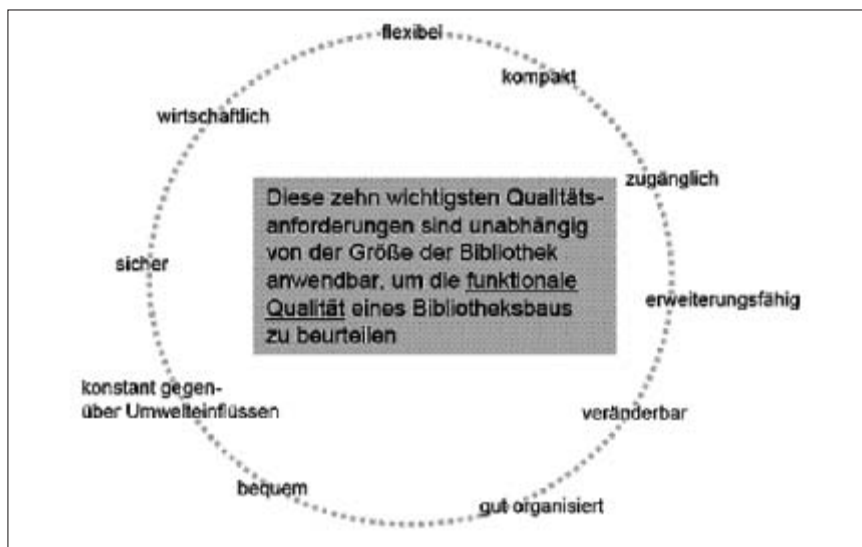 flexibel
kompakt
zugänglich
erweiterungsfähig
veränderbar
gut organisiert
bequem
konstant gegen-
über Umwelteinflüssen
sicher
wirtschaftlich
Diese zehn wichtigsten Qualitäts-
anforderungen sind unabhängig
von der Größe der Bibliothek
anwendbar, um die funktionale
Qualität eines Bibliotheksbaus
zu beurteilen